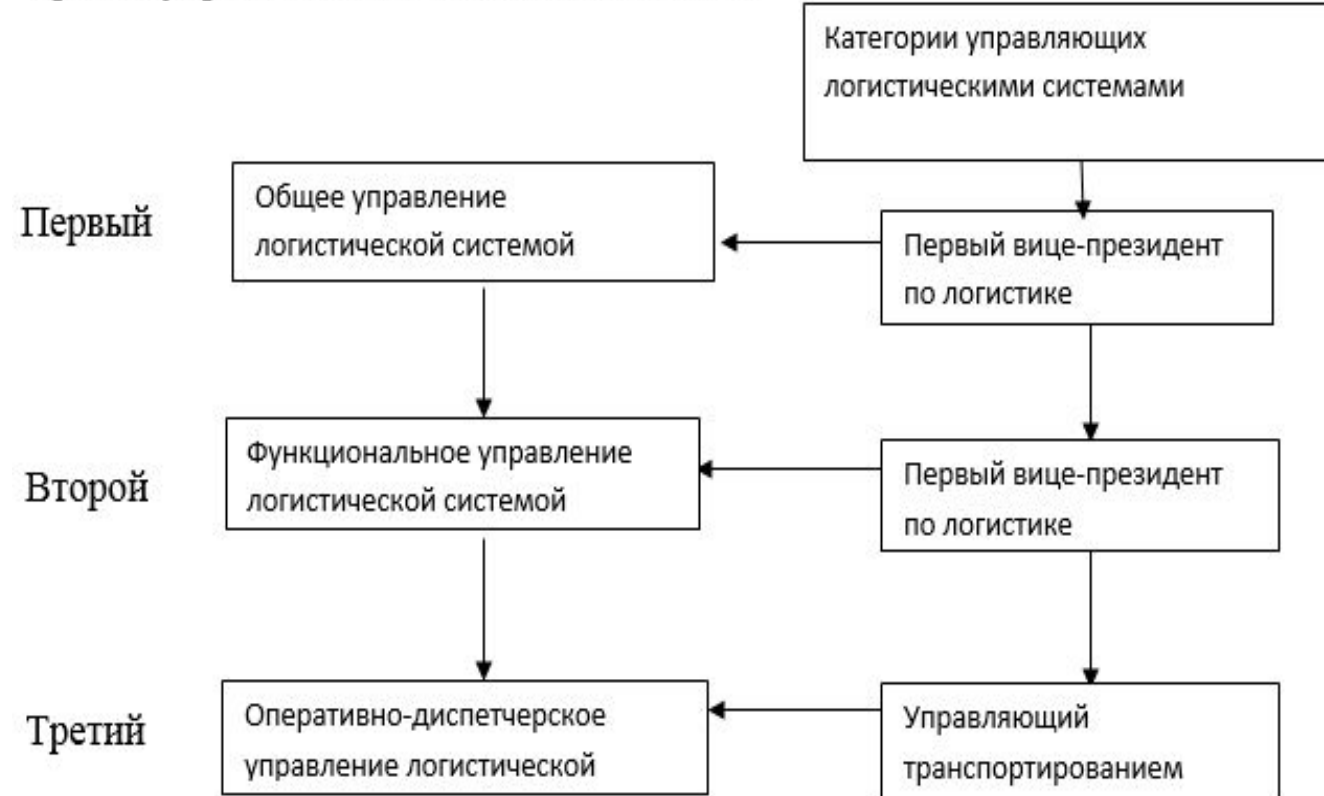 Категории управляющих
логистическими системами
Первый
Общее управление
логистической системой
Первый вице-президент
по логистике
Второй
Функциональное управление
логистической системой
Первый вице-президент
по логистике
Третий
Оперативно-диспетчерское
управление логистической
Управляющий
транспортированием